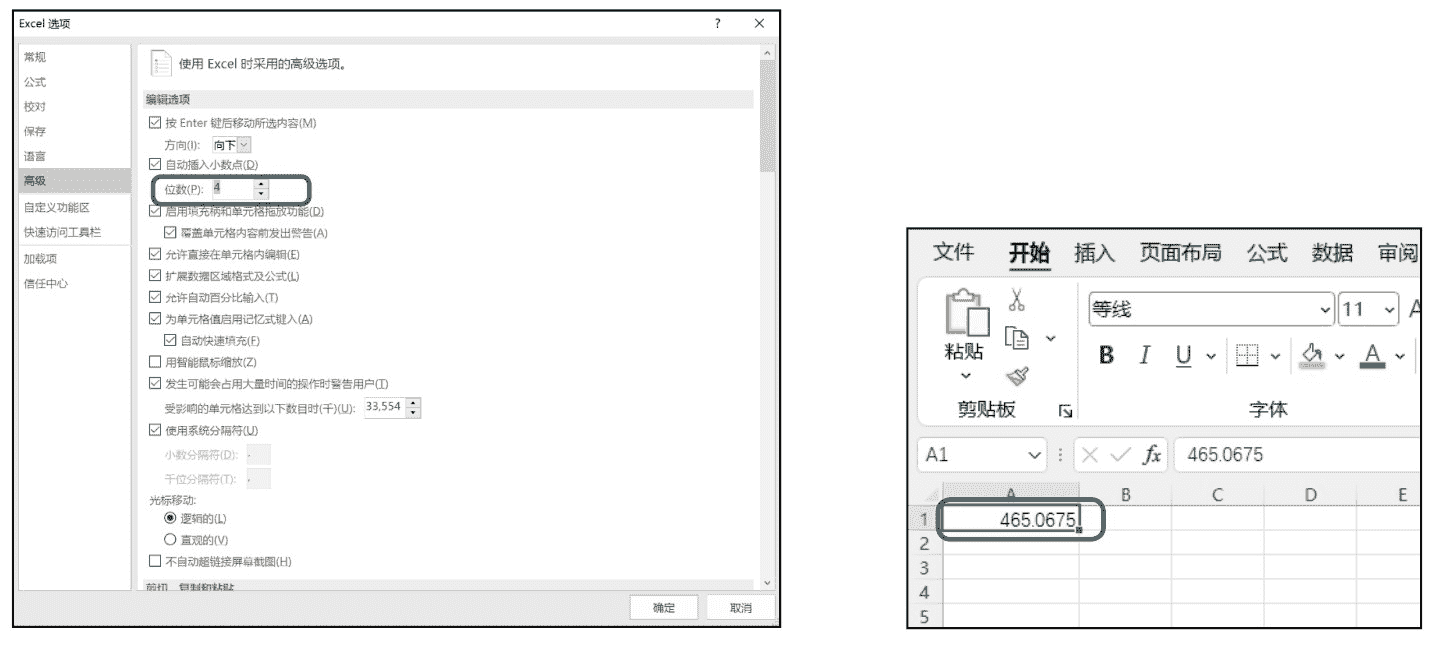 Excel 选项
?
常规
公式
校对
保存
语言
高级
自定义功能区
快速访问工具栏
加载项
信任中心
使用 Excel 时采用的高级选项。
编辑选项
按 Enter 键后移动所选内容(M)
方向(I): 向下
自动插入小数点(D)
位数(P): 4
启用填充柄和单元格拖放功能(D)
覆盖单元格内容前发出警告(A)
允许直接在单元格内编辑(E)
扩展数据区域格式及公式(L)
允许自动百分比输入(T)
为单元格值启用记忆式键入(A)
自动快速填充(F)
用智能鼠标缩放(Z)
发生可能会占用大量时间的操作时警告用户(T)
受影响的单元格达到以下数目时(千)(U): 33,554
使用系统分隔符(U)
小数分隔符(D): .
千位分隔符(T): ,
光标移动:
逻辑的(L)
直观的(V)
不自动超链接屏幕截图(H)
剪切、复制和粘贴
确定 取消
文件 开始 插入 页面布局 公式 数据 审阅
粘贴
等线 11 A
B I U A
剪贴板 字体
A1 fx 465.0675
A B C D E
1 465.0675
2
3
4
5